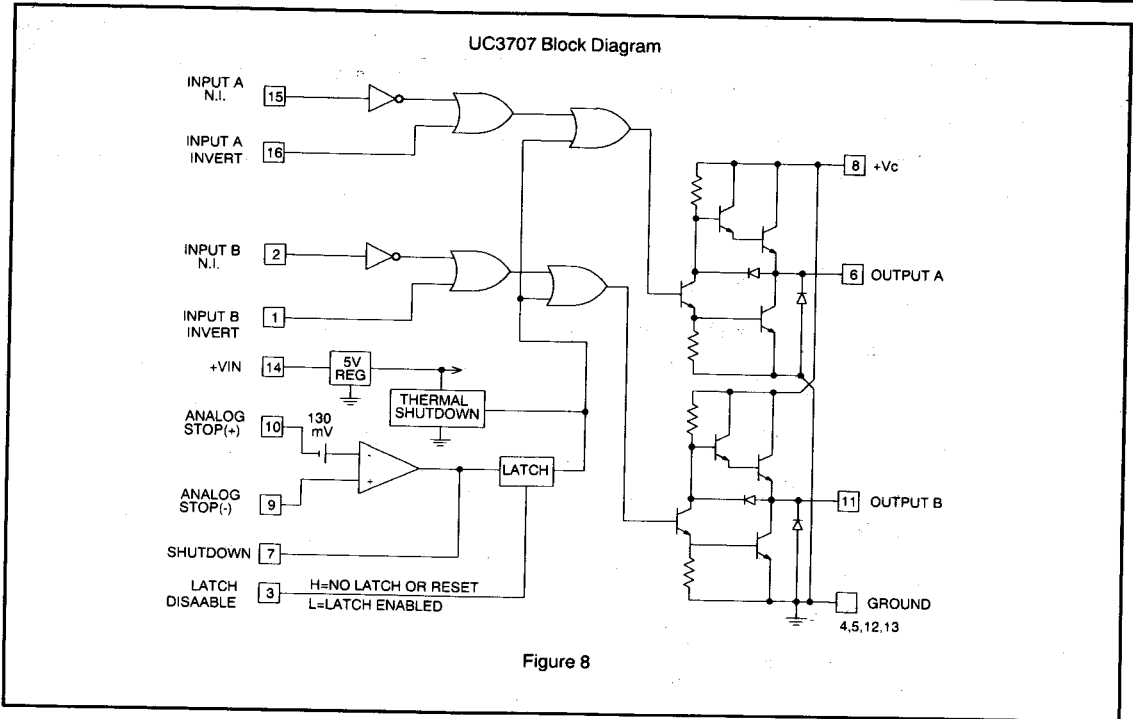 UC3707 Block Diagram
INPUT A
N.I.
15
INPUT A
INVERT
16
INPUT B
N.I.
2
INPUT B
INVERT
1
+VIN
14
5V
REG
THERMAL
SHUTDOWN
ANALOG
STOP(+)
10
130
mV
-
+
LATCH
ANALOG
STOP(-)
9
SHUTDOWN
7
LATCH
DISAABLE
3
H=NO LATCH OR RESET
L=LATCH ENABLED
8
+Vc
6
OUTPUT A
11
OUTPUT B
GROUND
4,5,12,13
Figure 8